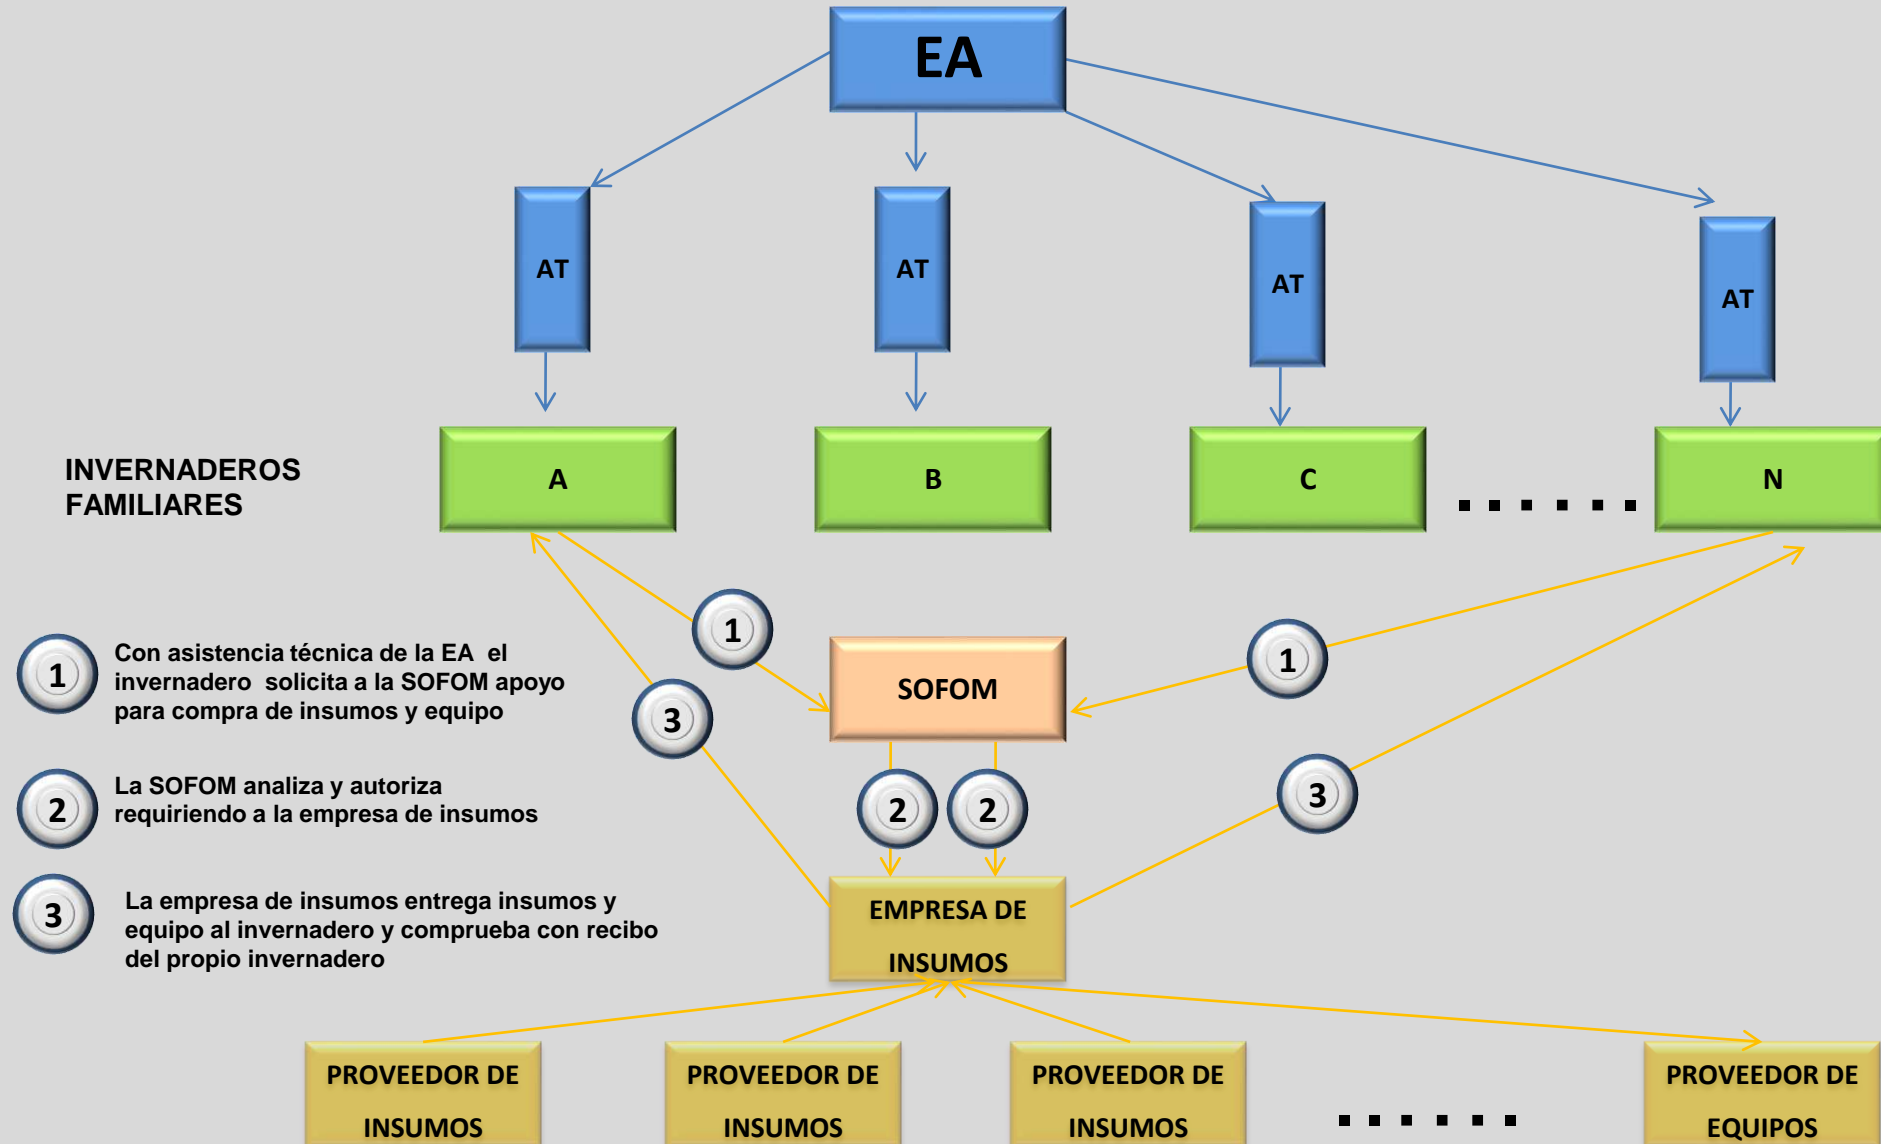 EA
AT
AT
AT
AT
INVERNADEROS
FAMILIARES
A
B
C
N
1
1
1
Con asistencia técnica de la EA el
invernadero solicita a la SOFOM apoyo
para compra de insumos y equipo
SOFOM
3
2
La SOFOM analiza y autoriza
requiriendo a la empresa de insumos
2
2
3
3
La empresa de insumos entrega insumos y
equipo al invernadero y comprueba con recibo
del propio invernadero
EMPRESA DE
INSUMOS
PROVEEDOR DE
INSUMOS
PROVEEDOR DE
INSUMOS
PROVEEDOR DE
INSUMOS
PROVEEDOR DE
EQUIPOS